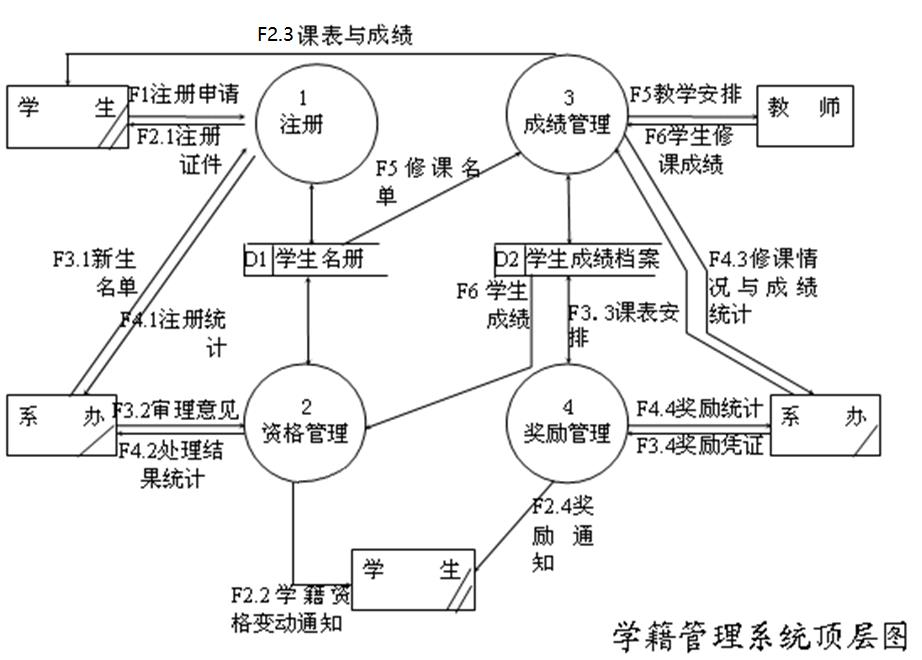 F2.3课表与成绩
学 生
F1注册申请
F2.1注册
证件
1
注册
3
成绩管理
F5教学安排
F6学生修
课成绩
教 师
F5修课名
单
D1 学生名册
D2 学生成绩档案
F3.1新生
名单
F4.1注册统
计
F6学生
成绩
F3.3课表安
排
F4.3修课情
况与成绩
统计
系 办
F3.2审理意见
F4.2处理结
果统计
2
资格管理
4
奖励管理
F4.4奖励统计
F3.4奖励凭证
系 办
F2.4奖
励通
知
学 生
F2.2学籍资
格变动通知
学籍管理系统顶层图